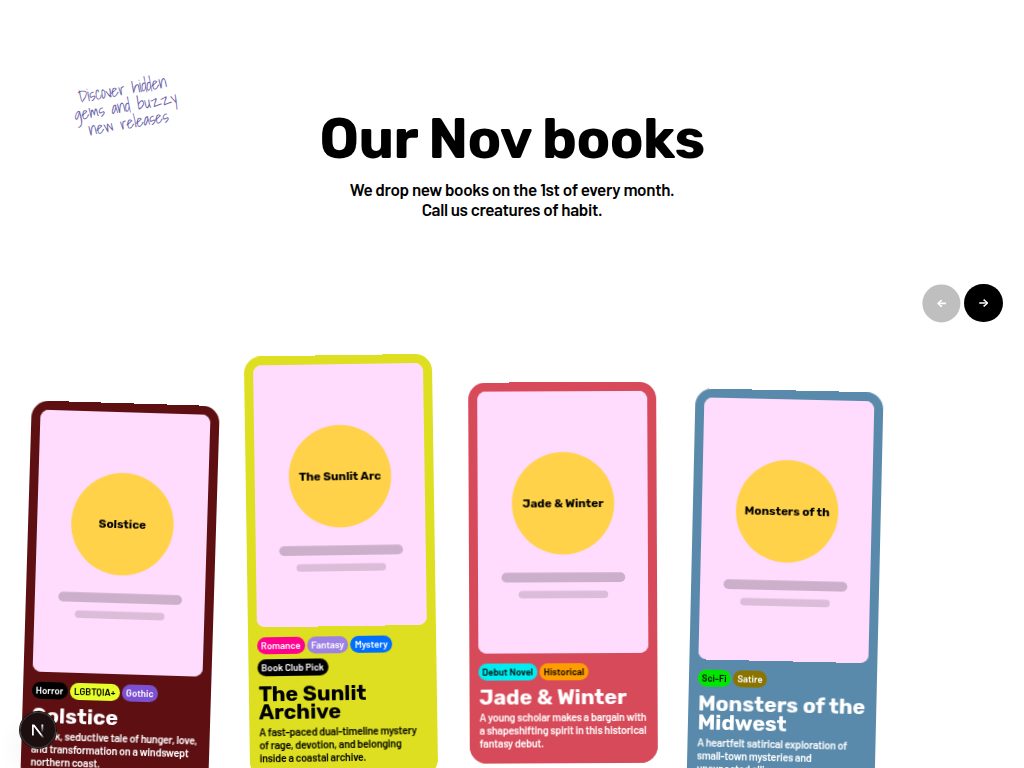 Discover hidden
gems and buzzy
new releases
Our Nov books
We drop new books on the 1st of every month.
Call us creatures of habit.
Solstice
Horror LGBTQIA+ Gothic
Solstice
seductive tale of hunger, love,
and transformation on a windswept
northern coast.
The Sunlit Arc
Romance Fantasy Mystery
Book Club Pick
The Sunlit
Archive
A fast-paced dual-timeline mystery
of rage, devotion, and belonging
inside a coastal archive.
Jade & Winter
Debut Novel Historical
Jade & Winter
A young scholar makes a bargain with
a shapeshifting spirit in this historical
fantasy debut.
Monsters of th
Sci-Fi Satire
Monsters of the
Midwest
A heartfelt satirical exploration of
small-town mysteries and
N